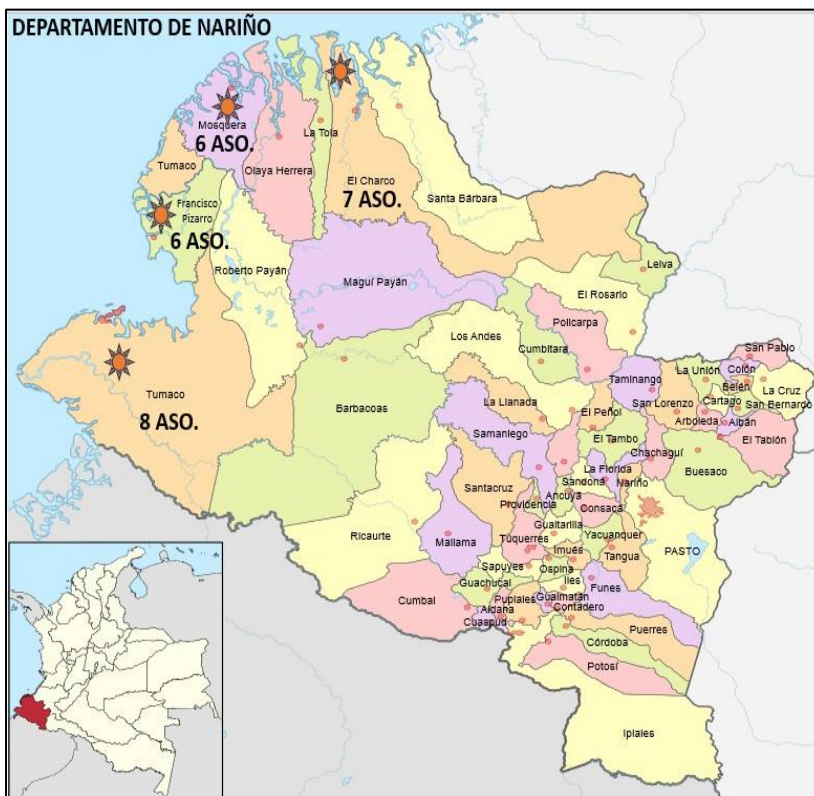 DEPARTAMENTO DE NARIÑO
Mosquera
6 ASO.
La Tola
Tumaco
Olaya Herrera
El Charco
7 ASO.
Santa Bárbara
Francisco
Pizarro
6 ASO.
Roberto Payán
Maguí Payán
Leiva
El Rosario
Policarpa
Los Andes
Cumbitara
San Pablo
La Unión
Colón
Belén
La Cruz
Taminango
Cartago
San Bernardo
San Lorenzo
Tumaco
8 ASO.
Barbacoas
La Llanada
El Peñol
Arboleda
Albán
Samaniego
El Tambo
El Tablón
Chachagüí
Buesaco
La Florida
Santacruz
Sandoná
Nariño
Ancuyá
Providencia
Consacá
Guaitarilla
Ricaurte
Mallama
Túquerres
Yacuanquer
PASTO
Imués
Tangua
Sapuyes
Ospina
Iles
Guachucal
Funes
Cumbal
Pupiales
Gualmatán
Aldana
Contadero
Cuaspud
Puerres
Córdoba
Potosí
Ipiales